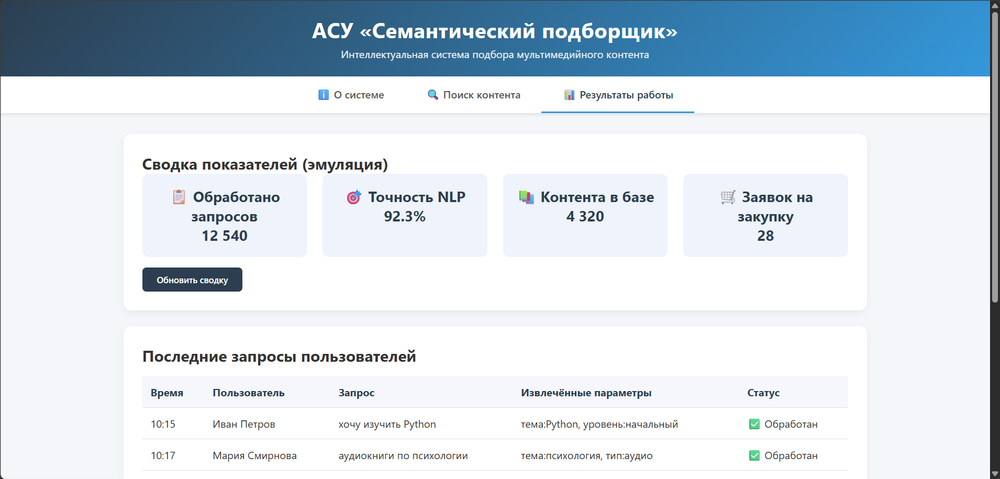 АСУ «Семантический подборщик»
Интеллектуальная система подбора мультимедийного контента
О системе
Поиск контента
Результаты работы
Сводка показателей (эмуляция)
Обработано
запросов
12 540
Точность NLP
92.3%
Контента в базе
4 320
Заявок на
закупку
28
Обновить сводку
Последние запросы пользователей
Время Пользователь Запрос Извлечённые параметры Статус
10:15 Иван Петров хочу изучить Python тема:Python, уровень:начальный Обработан
10:17 Мария Смирнова аудиокниги по психологии тема:психология, тип:аудио Обработан